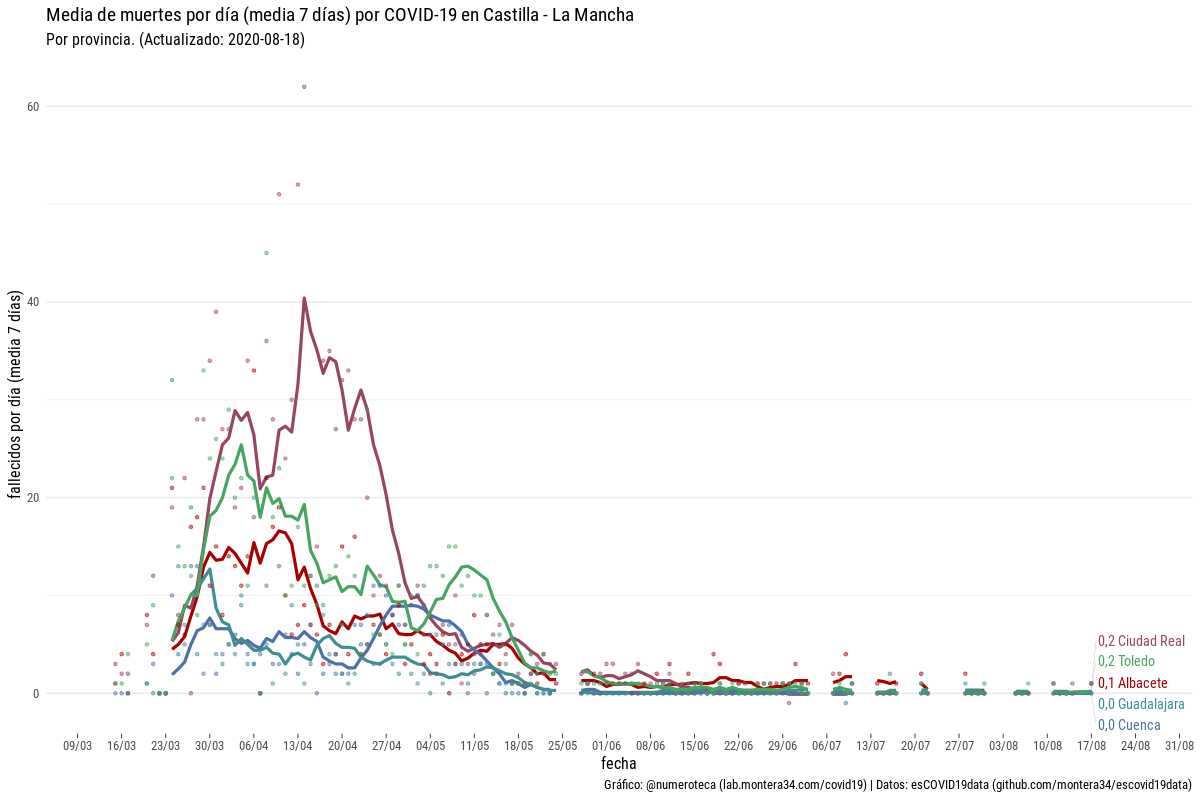 Media de muertes por día (media 7 días) por COVID-19 en Castilla - La Mancha
Por provincia. (Actualizado: 2020-08-18)
fallecidos por día (media 7 días)
60
40
20
0
0,2 Ciudad Real
0,2 Toledo
0,1 Albacete
0,0 Guadalajara
0,0 Cuenca
09/03 16/03 23/03 30/03 06/04 13/04 20/04 27/04 04/05 11/05 18/05 25/05 01/06 08/06 15/06 22/06 29/06 06/07 13/07 20/07 27/07 03/08 10/08 17/08 24/08 31/08
fecha
Gráfico: @numeroteca (lab.montera34.com/covid19) | Datos: esCOVID19data (github.com/montera34/escovid19data)